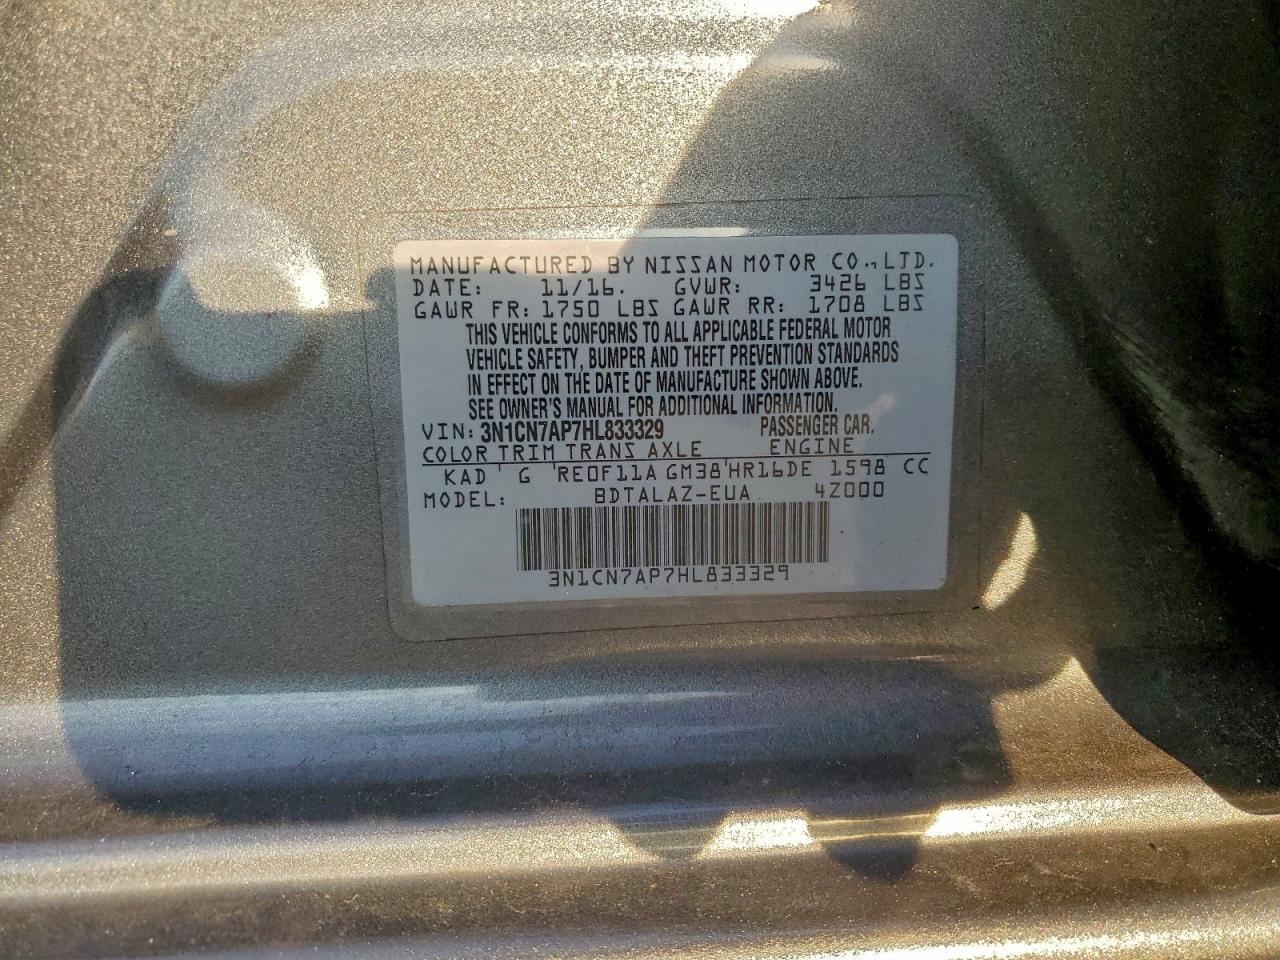 MANUFACTURED BY NISSAN MOTOR CO., LTD.
DATE: 11/16. GVWR: 3426 LBS
GAWR FR: 1750 LBS GAWR RR: 1708 LBS
THIS VEHICLE CONFORMS TO ALL APPLICABLE FEDERAL MOTOR
VEHICLE SAFETY, BUMPER AND THEFT PREVENTION STANDARDS
IN EFFECT ON THE DATE OF MANUFACTURE SHOWN ABOVE.
SEE OWNER'S MANUAL FOR ADDITIONAL INFORMATION.
VIN: 3N1CN7AP7HL833329 PASSENGER CAR.
COLOR TRIM TRANS AXLE ENGINE
KAD G RE0F11A GM38 HR16DE 1598 CC
MODEL: BDTALAZ-EUA 4Z000
3N1CN7AP7HL833329